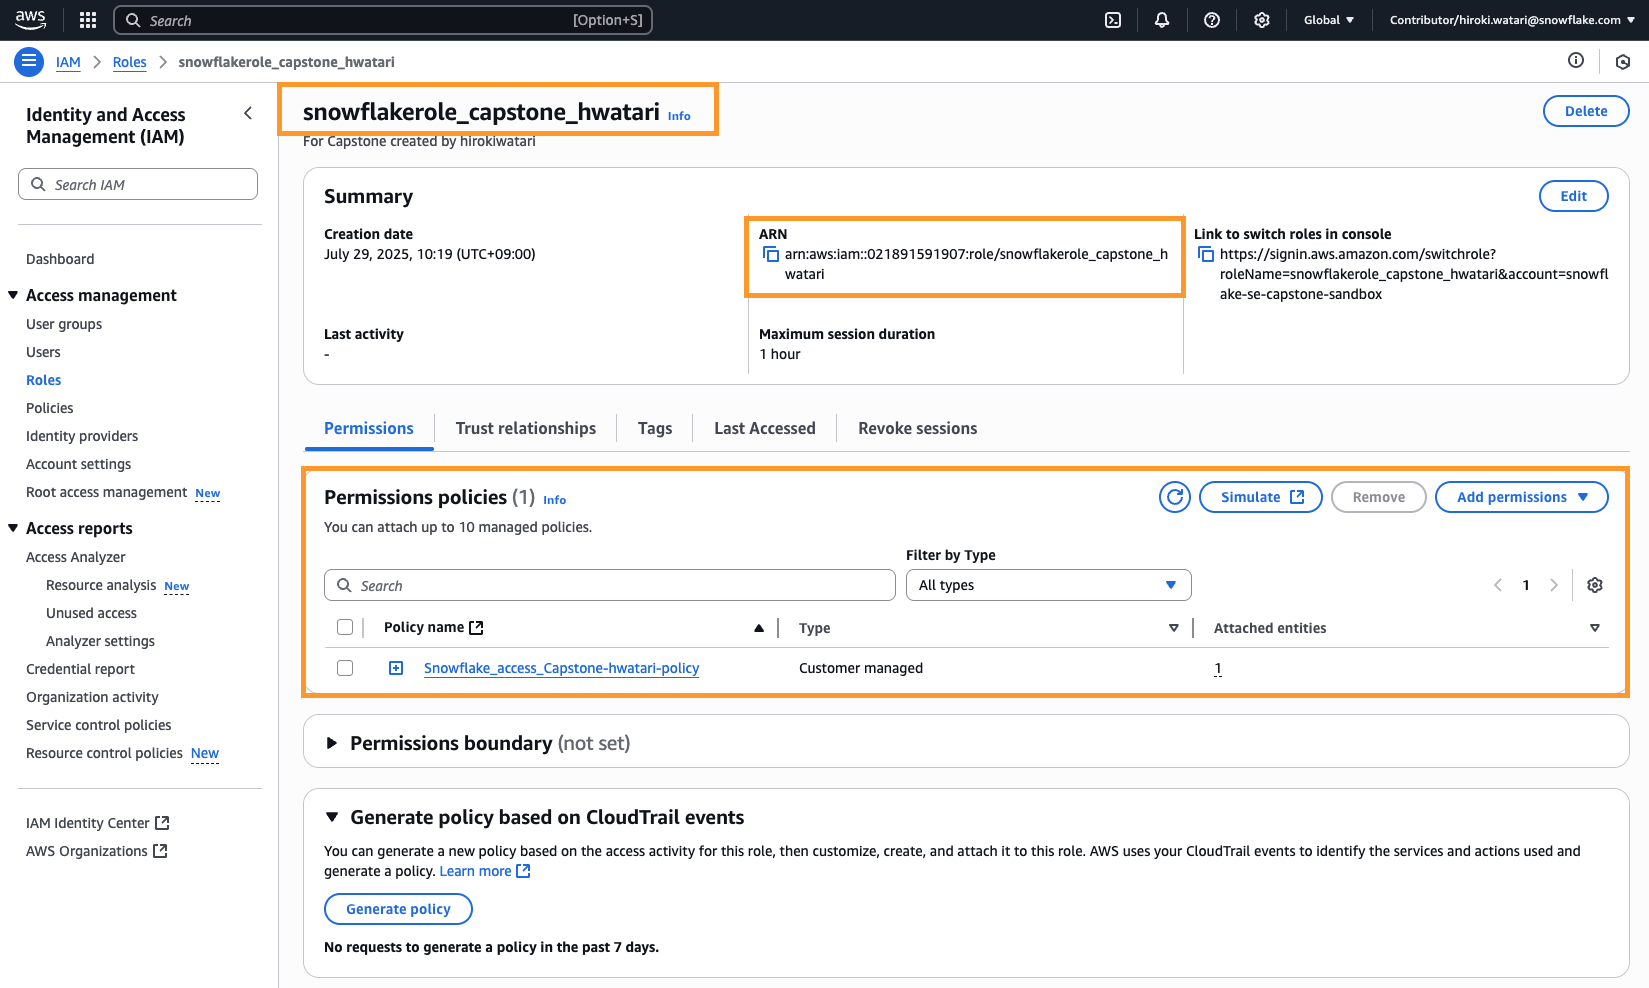 aws
Search
[Option+S]
Global
Contributor/hiroki.watari@snowflake.com
IAM
Roles
snowflakerole_capstone_hwatari
Identity and Access
Management (IAM)
Search IAM
Dashboard
Access management
User groups
Users
Roles
Policies
Identity providers
Account settings
Root access management New
Access reports
Access Analyzer
Resource analysis New
Unused access
Analyzer settings
Credential report
Organization activity
Service control policies
Resource control policies New
IAM Identity Center
AWS Organizations
snowflakerole_capstone_hwatari Info
Delete
For Capstone created by hirokiwatari
Summary
Edit
Creation date
July 29, 2025, 10:19 (UTC+09:00)
ARN
arn:aws:iam::021891591907:role/snowflakerole_capstone_h
watari
Link to switch roles in console
https://signin.aws.amazon.com/switchrole?
roleName=snowflakerole_capstone_hwatari&account=snowfl
ake-se-capstone-sandbox
Last activity
-
Maximum session duration
1 hour
Permissions
Trust relationships
Tags
Last Accessed
Revoke sessions
Permissions policies (1) Info
You can attach up to 10 managed policies.
Simulate
Remove
Add permissions
Filter by Type
Search
All types
1
Policy name
Type
Attached entities
Snowflake_access_Capstone-hwatari-policy
Customer managed
1
Permissions boundary (not set)
Generate policy based on CloudTrail events
You can generate a new policy based on the access activity for this role, then customize, create, and attach it to this role. AWS uses your CloudTrail events to identify the services and actions used and
generate a policy. Learn more
Generate policy
No requests to generate a policy in the past 7 days.